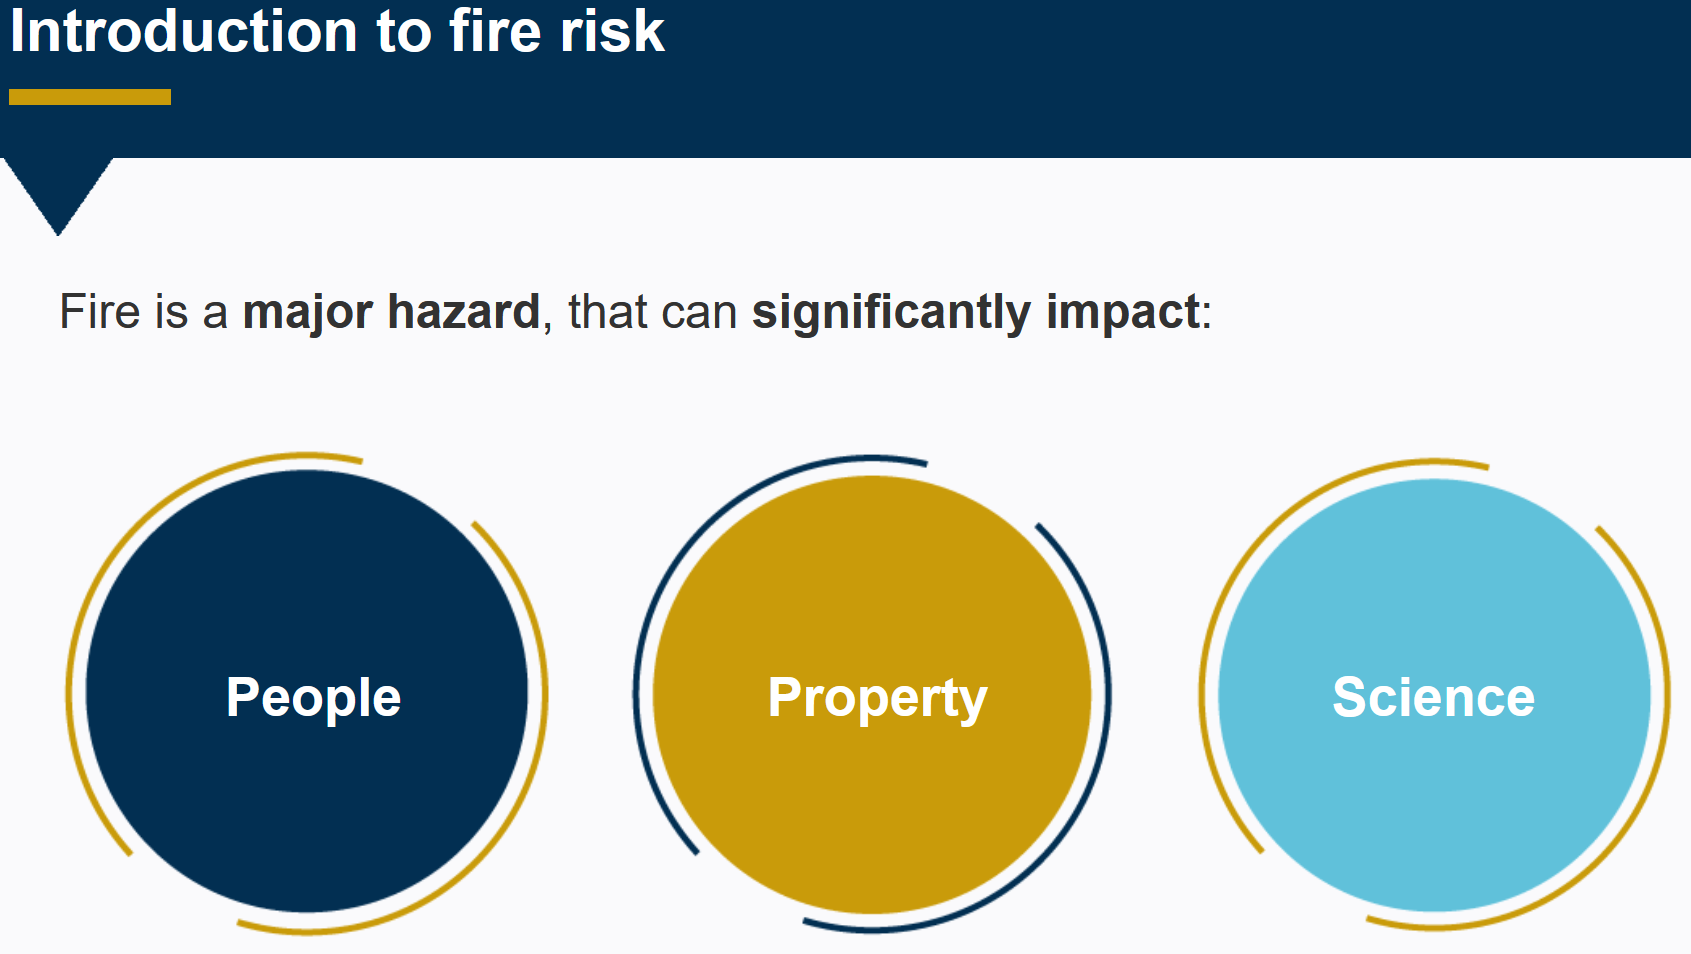 Introduction to fire risk
Fire is a major hazard, that can significantly impact:
People
Property
Science